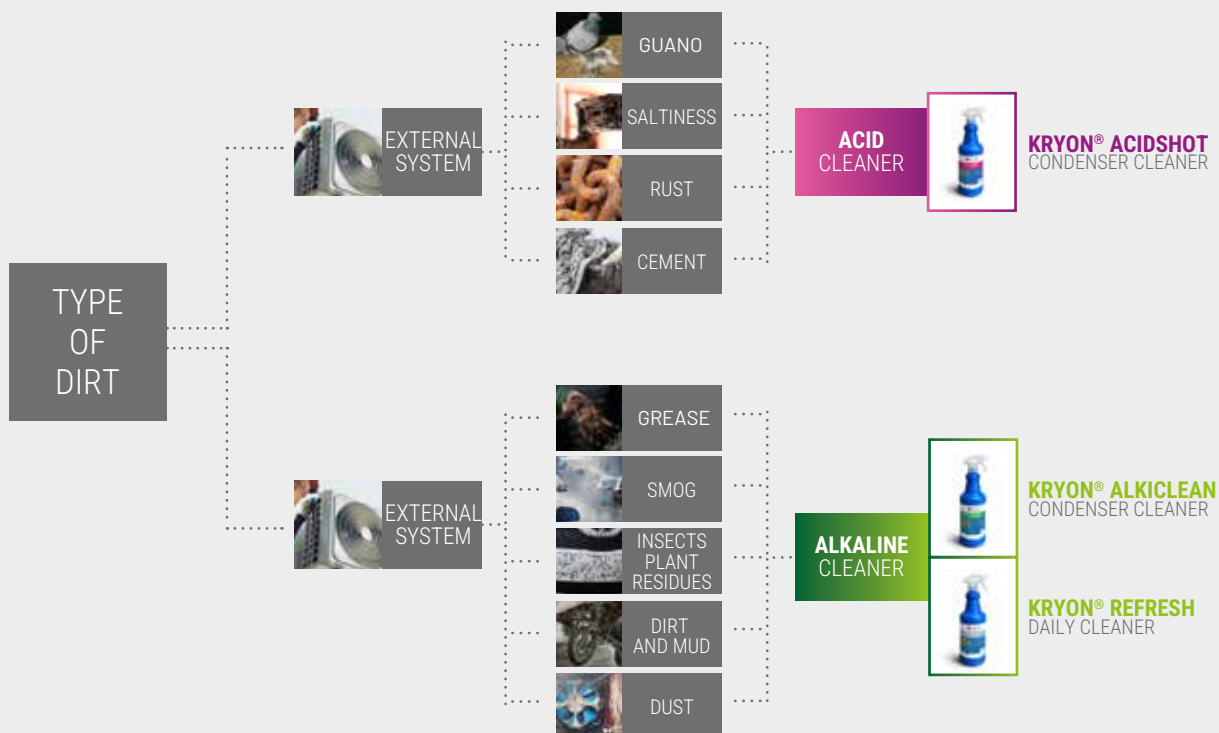 TYPE
OF
DIRT
EXTERNAL
SYSTEM
GUANO
SALTINESS
RUST
CEMENT
ACID
CLEANER
KRYON® ACIDSHOT
CONDENSER CLEANER
EXTERNAL
SYSTEM
GREASE
SMOG
INSECTS
PLANT
RESIDUES
DIRT
AND MUD
DUST
ALKALINE
CLEANER
KRYON® ALKICLEAN
CONDENSER CLEANER
KRYON® REFRESH
DAILY CLEANER